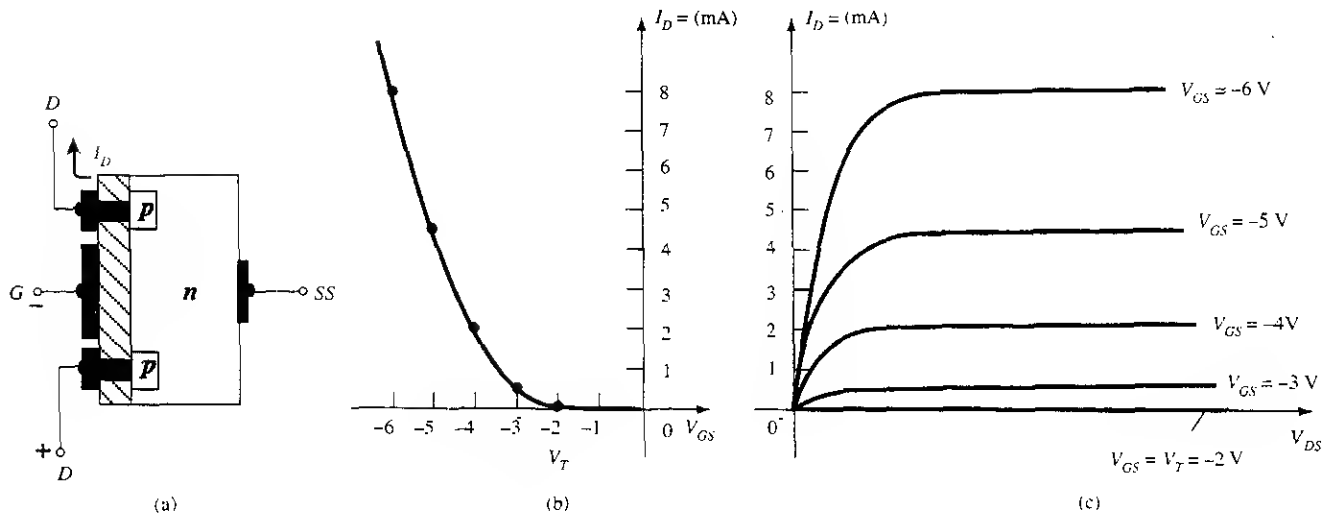 D
I_D
p
G –
n
SS
p
+ D
(a)
I_D = (mA)
8
7
6
5
4
3
2
1
–6 –5 –4 –3 –2 –1 0 V_GS
V_T
(b)
I_D = (mA)
8
7
6
5
4
3
2
1
0
V_GS = –6 V
V_GS = –5 V
V_GS = –4V
V_GS = –3 V
V_DS
V_GS = V_T = –2 V
(c)